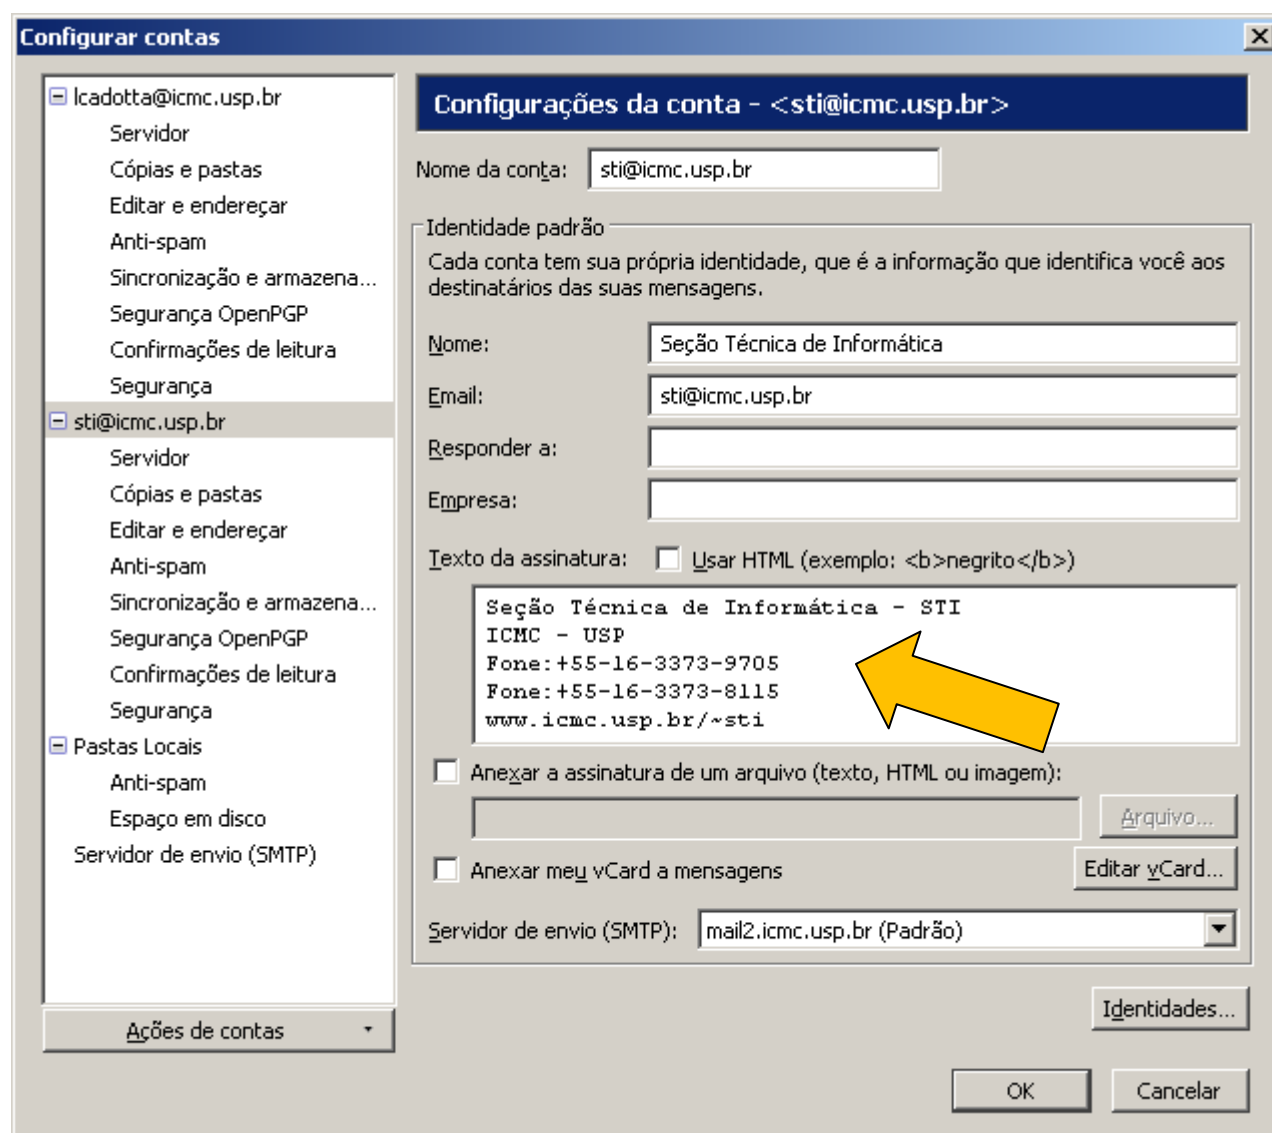 Configurar contas
lcadotta@icmc.usp.br
Servidor
Cópias e pastas
Editar e endereçar
Anti-spam
Sincronização e armazena...
Segurança OpenPGP
Confirmações de leitura
Segurança
sti@icmc.usp.br
Servidor
Cópias e pastas
Editar e endereçar
Anti-spam
Sincronização e armazena...
Segurança OpenPGP
Confirmações de leitura
Segurança
Pastas Locais
Anti-spam
Espaço em disco
Servidor de envio (SMTP)
Ações de contas
Configurações da conta - <sti@icmc.usp.br>
Nome da conta: sti@icmc.usp.br
Identidade padrão
Cada conta tem sua própria identidade, que é a informação que identifica você aos
destinatários das suas mensagens.
Nome: Seção Técnica de Informática
Email: sti@icmc.usp.br
Responder a:
Empresa:
Texto da assinatura: Usar HTML (exemplo: <b>negrito</b>)
Seção Técnica de Informática - STI
ICMC - USP
Fone:+55-16-3373-9705
Fone:+55-16-3373-8115
www.icmc.usp.br/~sti
Anexar a assinatura de um arquivo (texto, HTML ou imagem):
Arquivo...
Anexar meu vCard a mensagens
Editar vCard...
Servidor de envio (SMTP): mail2.icmc.usp.br (Padrão)
Identidades...
OK
Cancelar